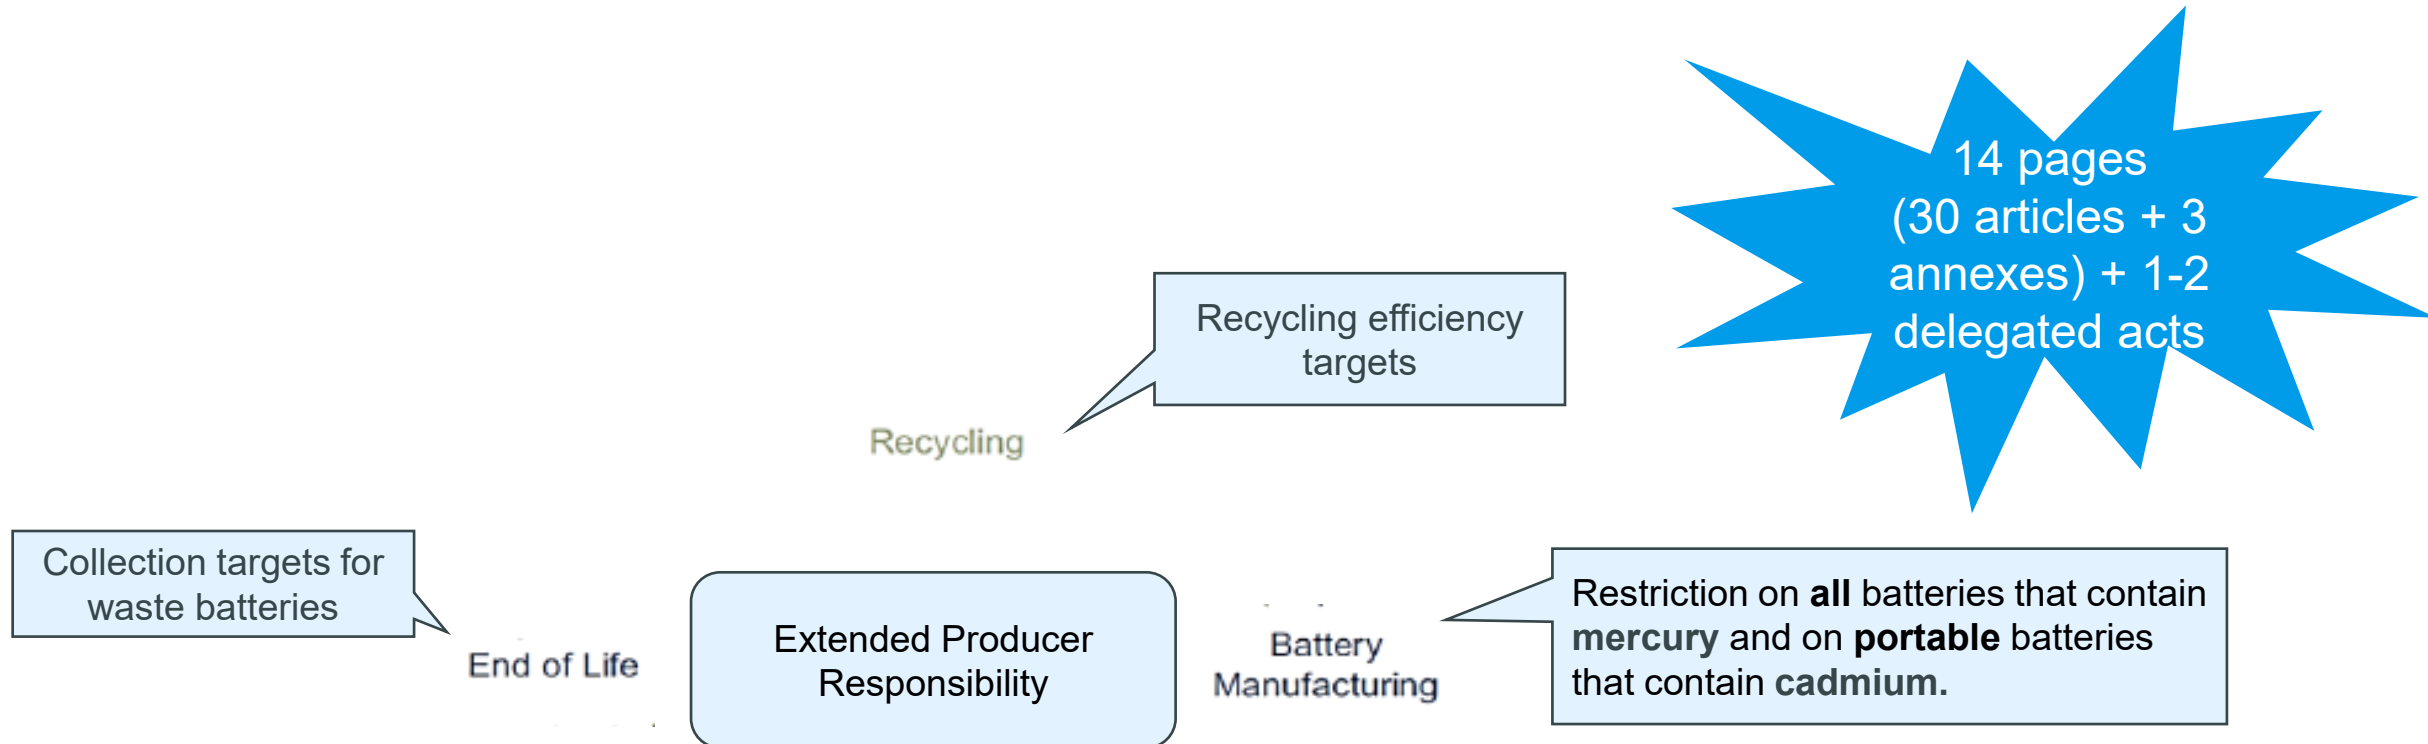 14 pages
(30 articles + 3
annexes) + 1-2
delegated acts
Recycling efficiency
targets
Recycling
Collection targets for
waste batteries
End of Life
Extended Producer
Responsibility
Battery
Manufacturing
Restriction on all batteries that contain
mercury and on portable batteries
that contain cadmium.